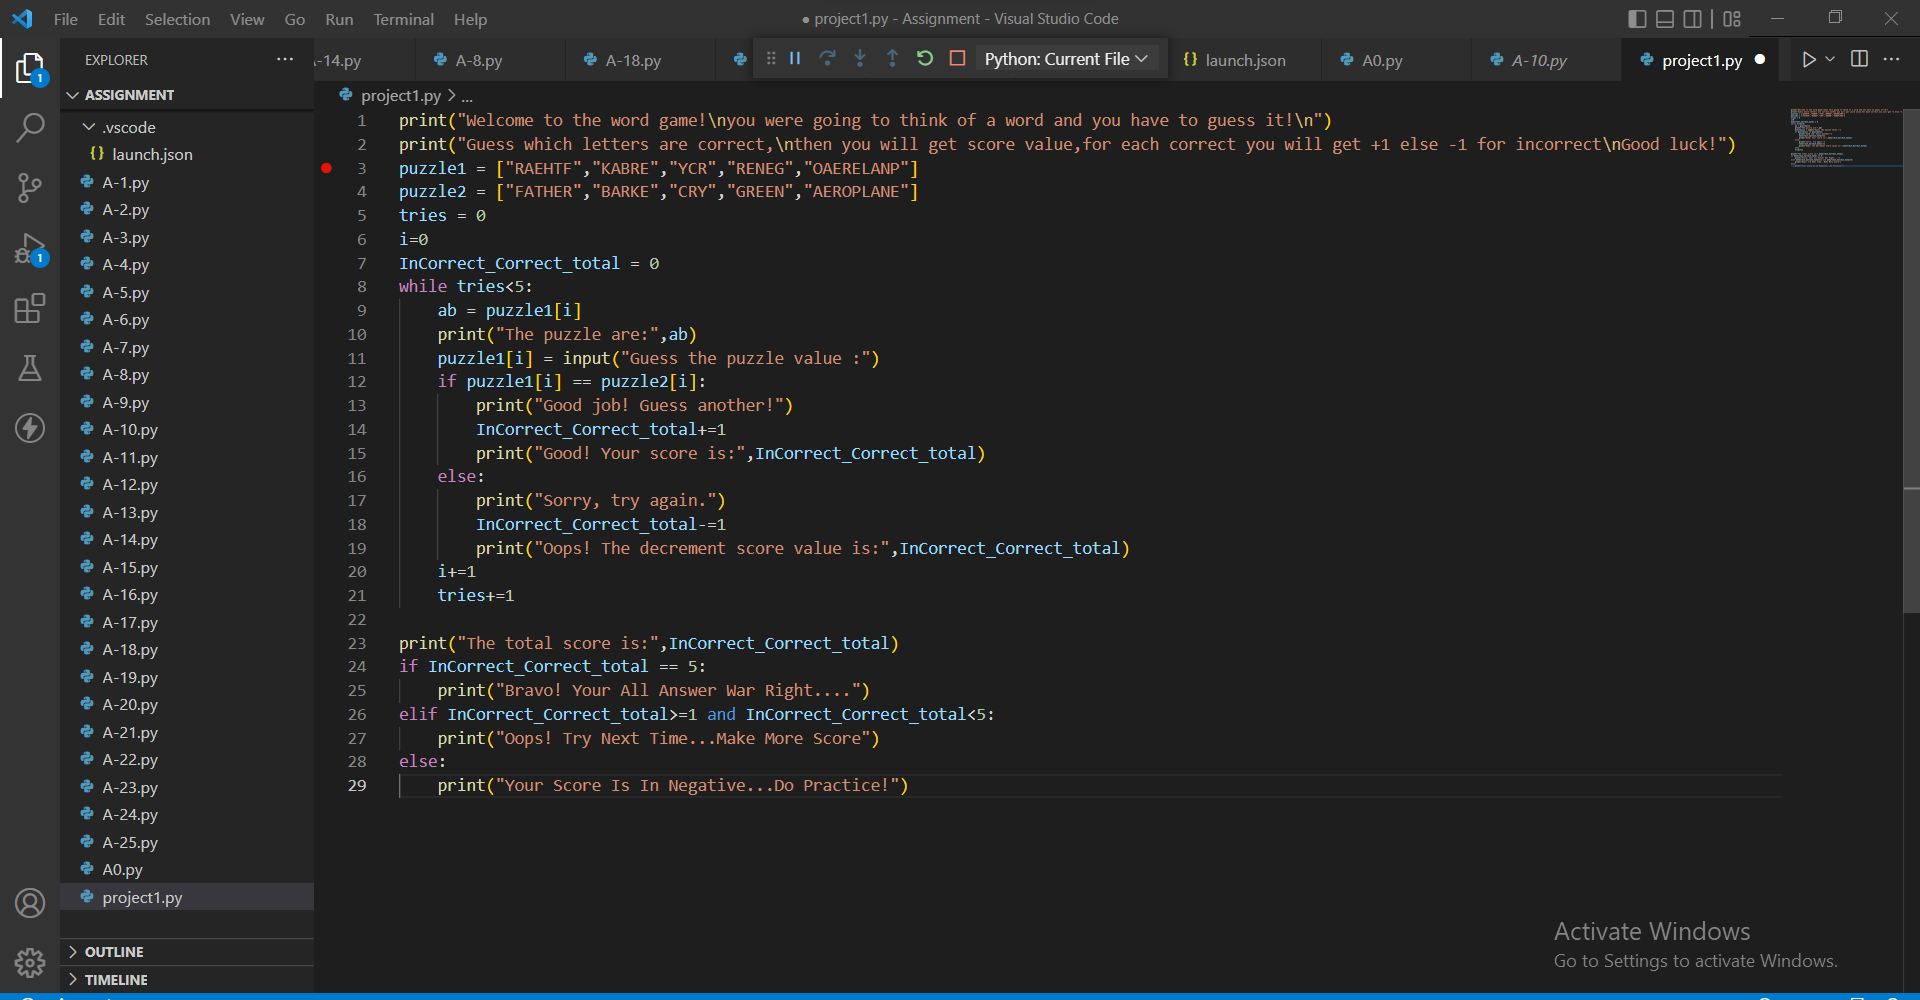 File Edit Selection View Go Run Terminal Help
● project1.py - Assignment - Visual Studio Code
EXPLORER ...
-14.py A-8.py A-18.py Python: Current File launch.json A0.py A-10.py project1.py
ASSIGNMENT
.vscode
launch.json
A-1.py
A-2.py
A-3.py
A-4.py
A-5.py
A-6.py
A-7.py
A-8.py
A-9.py
A-10.py
A-11.py
A-12.py
A-13.py
A-14.py
A-15.py
A-16.py
A-17.py
A-18.py
A-19.py
A-20.py
A-21.py
A-22.py
A-23.py
A-24.py
A-25.py
A0.py
project1.py
OUTLINE
TIMELINE
1
1
project1.py > ...
1 print("Welcome to the word game!\nyou were going to think of a word and you have to guess it!\n")
2 print("Guess which letters are correct,\nthen you will get score value,for each correct you will get +1 else -1 for incorrect\nGood luck!")
3 puzzle1 = ["RAEHTF","KABRE","YCR","RENEG","OAERELANP"]
4 puzzle2 = ["FATHER","BARKE","CRY","GREEN","AEROPLANE"]
5 tries = 0
6 i=0
7 InCorrect_Correct_total = 0
8 while tries<5:
9     ab = puzzle1[i]
10     print("The puzzle are:",ab)
11     puzzle1[i] = input("Guess the puzzle value :")
12     if puzzle1[i] == puzzle2[i]:
13         print("Good job! Guess another!")
14         InCorrect_Correct_total+=1
15         print("Good! Your score is:",InCorrect_Correct_total)
16     else:
17         print("Sorry, try again.")
18         InCorrect_Correct_total-=1
19         print("Oops! The decrement score value is:",InCorrect_Correct_total)
20     i+=1
21     tries+=1
22
23 print("The total score is:",InCorrect_Correct_total)
24 if InCorrect_Correct_total == 5:
25     print("Bravo! Your All Answer War Right....")
26 elif InCorrect_Correct_total>=1 and InCorrect_Correct_total<5:
27     print("Oops! Try Next Time...Make More Score")
28 else:
29     print("Your Score Is In Negative...Do Practice!")
Activate Windows
Go to Settings to activate Windows.